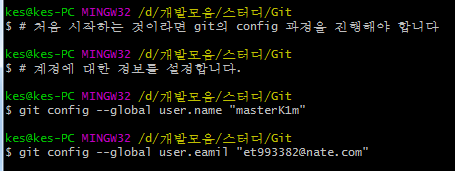 kes@kes-PC MINGW32 /d/개발모음/스터디/Git
$ # 처음 시작하는 것이라면 git의 config 과정을 진행해야 합니다
kes@kes-PC MINGW32 /d/개발모음/스터디/Git
$ # 계정에 대한 정보를 설정합니다.
kes@kes-PC MINGW32 /d/개발모음/스터디/Git
$ git config --global user.name "masterK1m"
kes@kes-PC MINGW32 /d/개발모음/스터디/Git
$ git config --global user.eamil "et993382@nate.com"